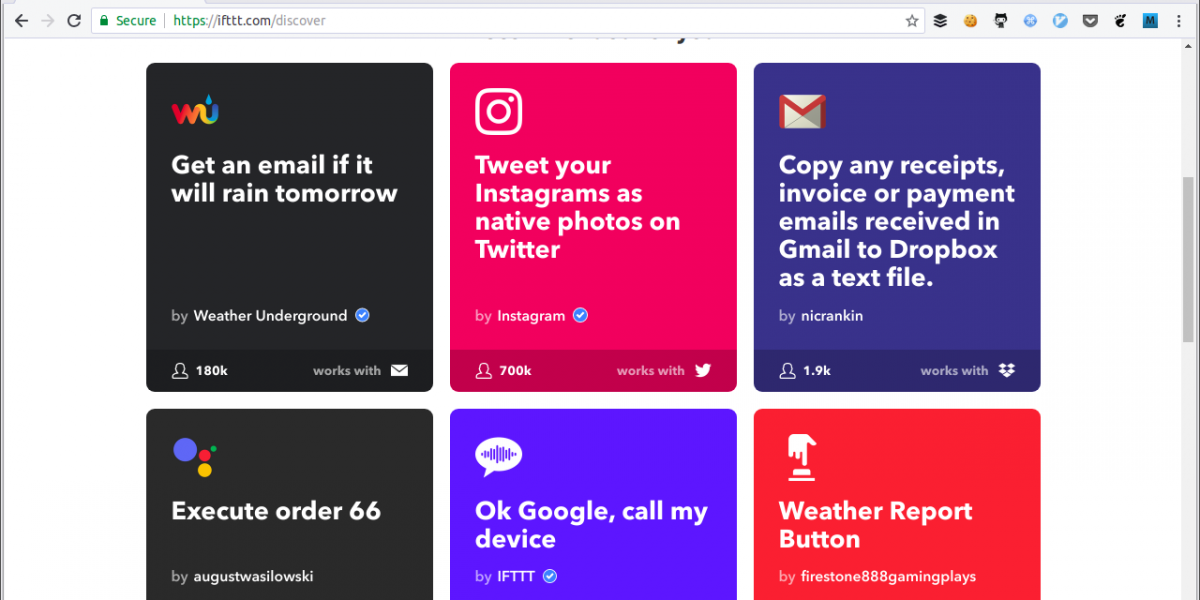 Secure | https://ifttt.com/discover
Get an email if it
will rain tomorrow
by Weather Underground
180k works with
Tweet your
Instagrams as
native photos on
Twitter
by Instagram
700k works with
Copy any receipts,
invoice or payment
emails received in
Gmail to Dropbox
as a text file.
by nicrankin
1.9k works with
Execute order 66
by augustwasilowski
Ok Google, call my
device
by IFTTT
Weather Report
Button
by firestone888gamingplays